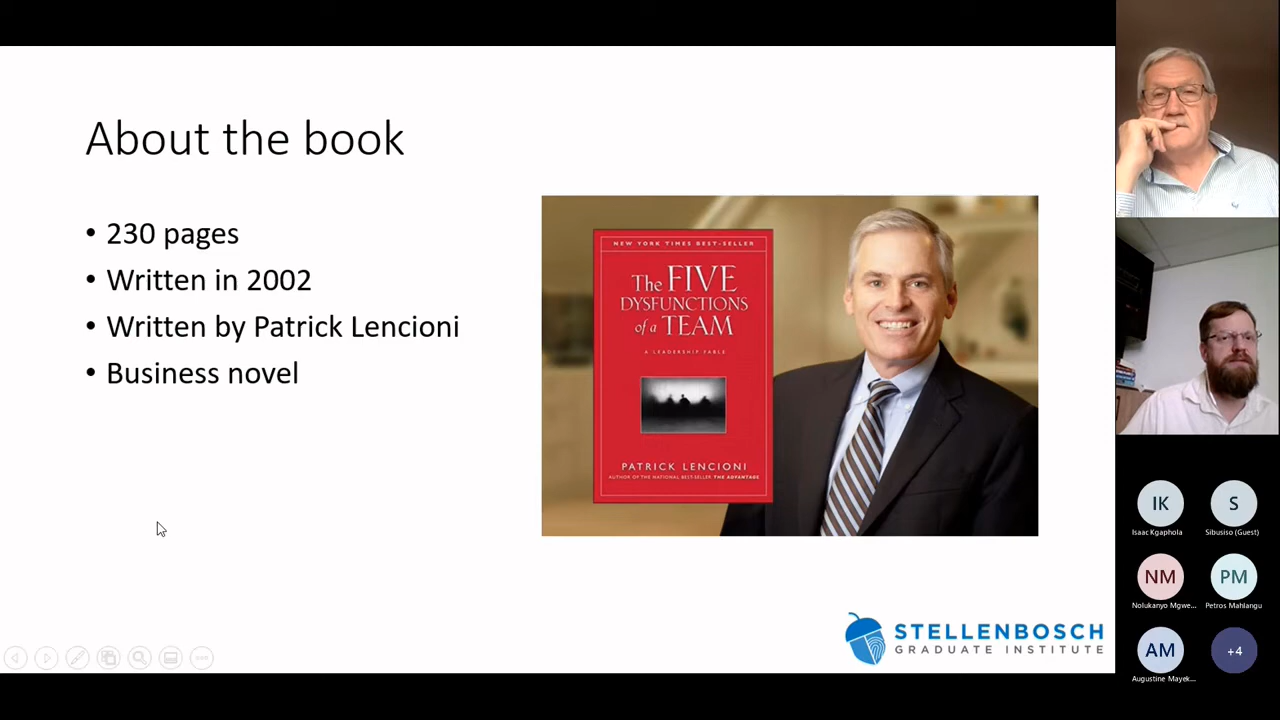 About the book
• 230 pages
• Written in 2002
• Written by Patrick Lencioni
• Business novel
NEW YORK TIMES BEST-SELLER
The FIVE
DYSFUNCTIONS
of a TEAM
A LEADERSHIP FABLE
PATRICK LENCIONI
AUTHOR OF THE NATIONAL BEST-SELLER THE ADVANTAGE
STELLENBOSCH
GRADUATE INSTITUTE
IK
Isaac Kgaphola
S
Sibusiso (Guest)
NM
Nolukanyo Mgwe...
PM
Petros Mahlangu
AM
Augustine Mayek...
+4